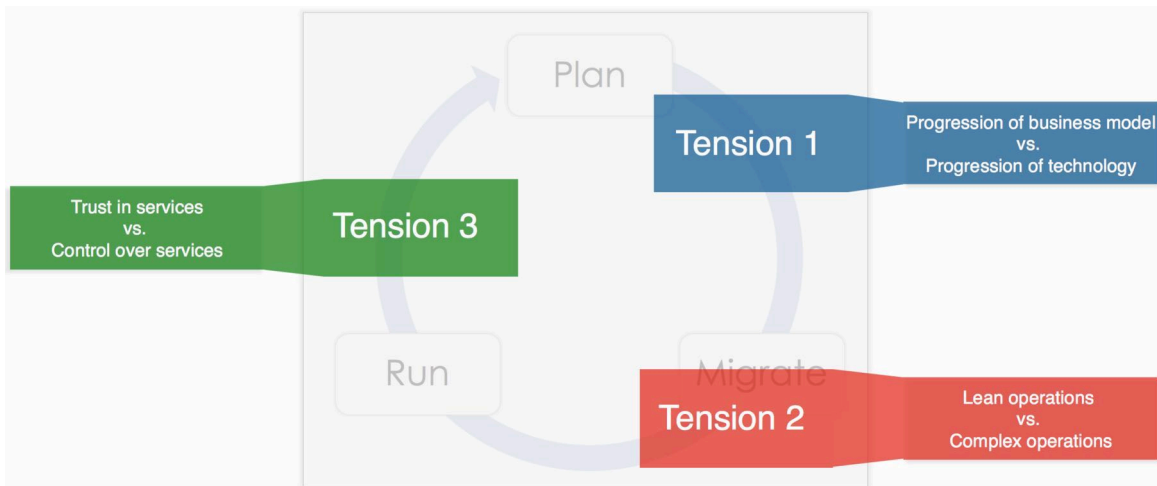 Plan
Tension 1
Progression of business model
vs.
Progression of technology
Trust in services
vs.
Control over services
Tension 3
Run
Migrate
Tension 2
Lean operations
vs.
Complex operations